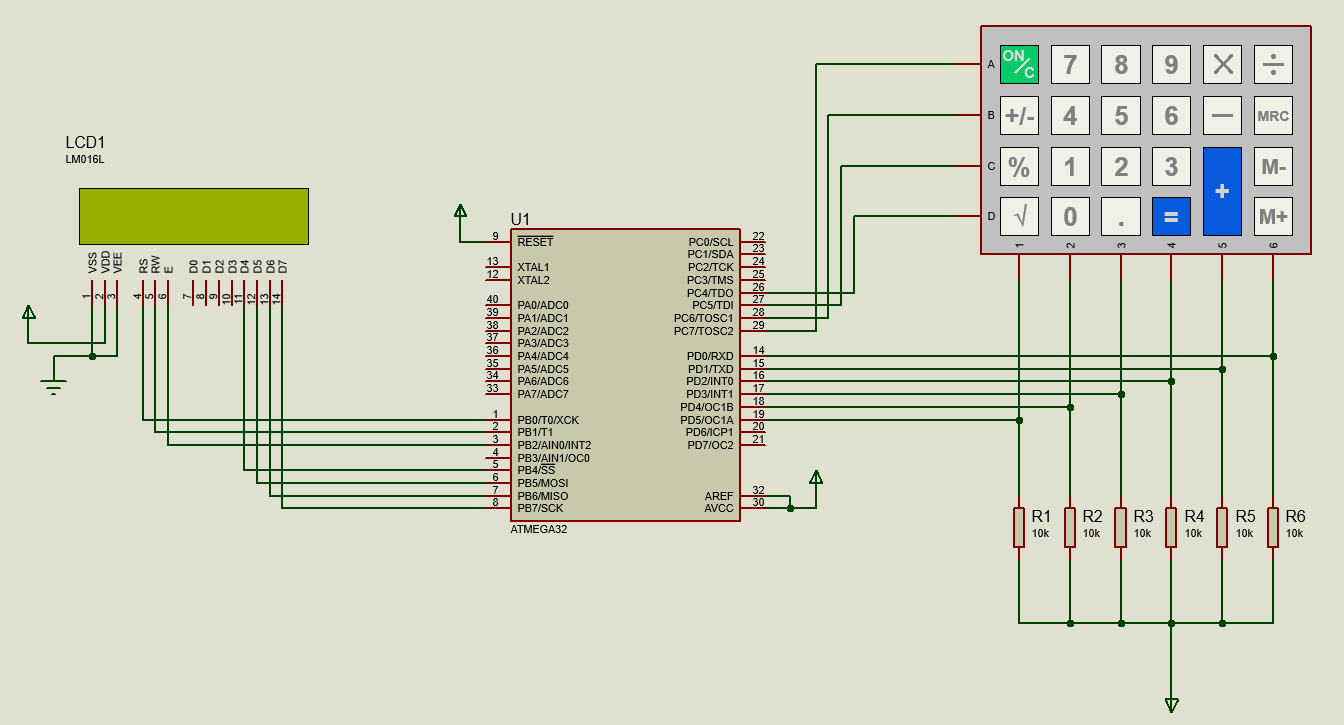 LCD1
LM016L
VSS
VDD
VEE
RS
RW
E
D0
D1
D2
D3
D4
D5
D6
D7
1
2
3
4
5
6
7
8
9
10
11
12
13
14
U1
9 RESET
13 XTAL1
12 XTAL2
40 PA0/ADC0
39 PA1/ADC1
38 PA2/ADC2
37 PA3/ADC3
36 PA4/ADC4
35 PA5/ADC5
34 PA6/ADC6
33 PA7/ADC7
1 PB0/T0/XCK
2 PB1/T1
3 PB2/AIN0/INT2
4 PB3/AIN1/OC0
5 PB4/SS
6 PB5/MOSI
7 PB6/MISO
8 PB7/SCK
PC0/SCL 22
PC1/SDA 23
PC2/TCK 24
PC3/TMS 25
PC4/TDO 26
PC5/TDI 27
PC6/TOSC1 28
PC7/TOSC2 29
PD0/RXD 14
PD1/TXD 15
PD2/INT0 16
PD3/INT1 17
PD4/OC1B 18
PD5/OC1A 19
PD6/ICP1 20
PD7/OC2 21
AREF 32
AVCC 30
ATMEGA32
A ON/C 7 8 9 × ÷
B +/- 4 5 6 − MRC
C % 1 2 3 + M-
D √ 0 . = M+
1 2 3 4 5 6
R1 R2 R3 R4 R5 R6
10k 10k 10k 10k 10k 10k